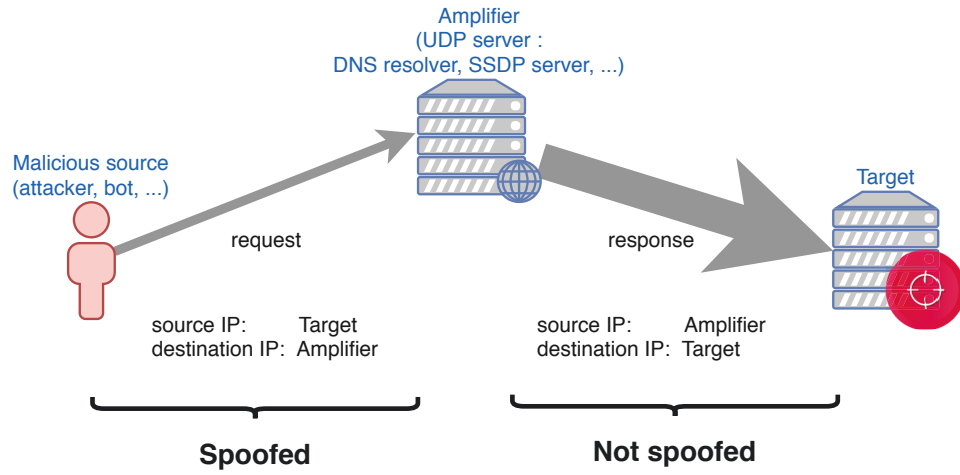 Amplifier
(UDP server :
DNS resolver, SSDP server, ...)
Malicious source
(attacker, bot, ...)
Target
request
response
source IP: Target
destination IP: Amplifier
source IP: Amplifier
destination IP: Target
Spoofed
Not spoofed